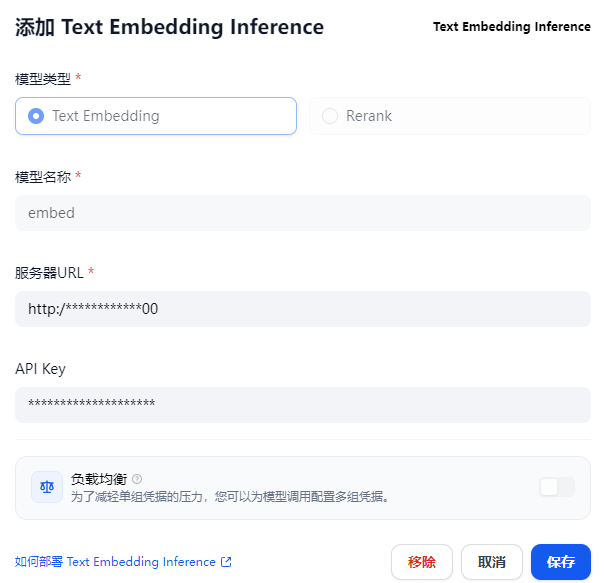 添加 Text Embedding Inference
Text Embedding Inference
模型类型 *
Text Embedding
Rerank
模型名称 *
embed
服务器URL *
http:/************00
API Key
********************
负载均衡
为了减轻单组凭据的压力，您可以为模型调用配置多组凭据。
如何部署 Text Embedding Inference
移除
取消
保存